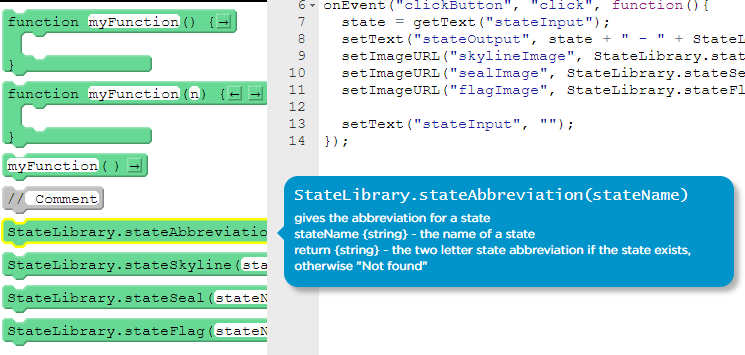 function myFunction() {
}
function myFunction(n) {
}
myFunction()
// Comment
StateLibrary.stateAbbreviatio
StateLibrary.stateSkyline(sta
StateLibrary.stateSeal(stateN
StateLibrary.stateFlag(stateN
6 onEvent("clickButton", "click", function(){
7 state = getText("stateInput");
8 setText("stateOutput", state + " - " + StateL
9 setImageURL("skylineImage", StateLibrary.stat
10 setImageURL("sealImage", StateLibrary.stateSe
11 setImageURL("flagImage", StateLibrary.stateFl
12
13 setText("stateInput", "");
14 });
StateLibrary.stateAbbreviation(stateName)
gives the abbreviation for a state
stateName {string} - the name of a state
return {string} - the two letter state abbreviation if the state exists,
otherwise "Not found"